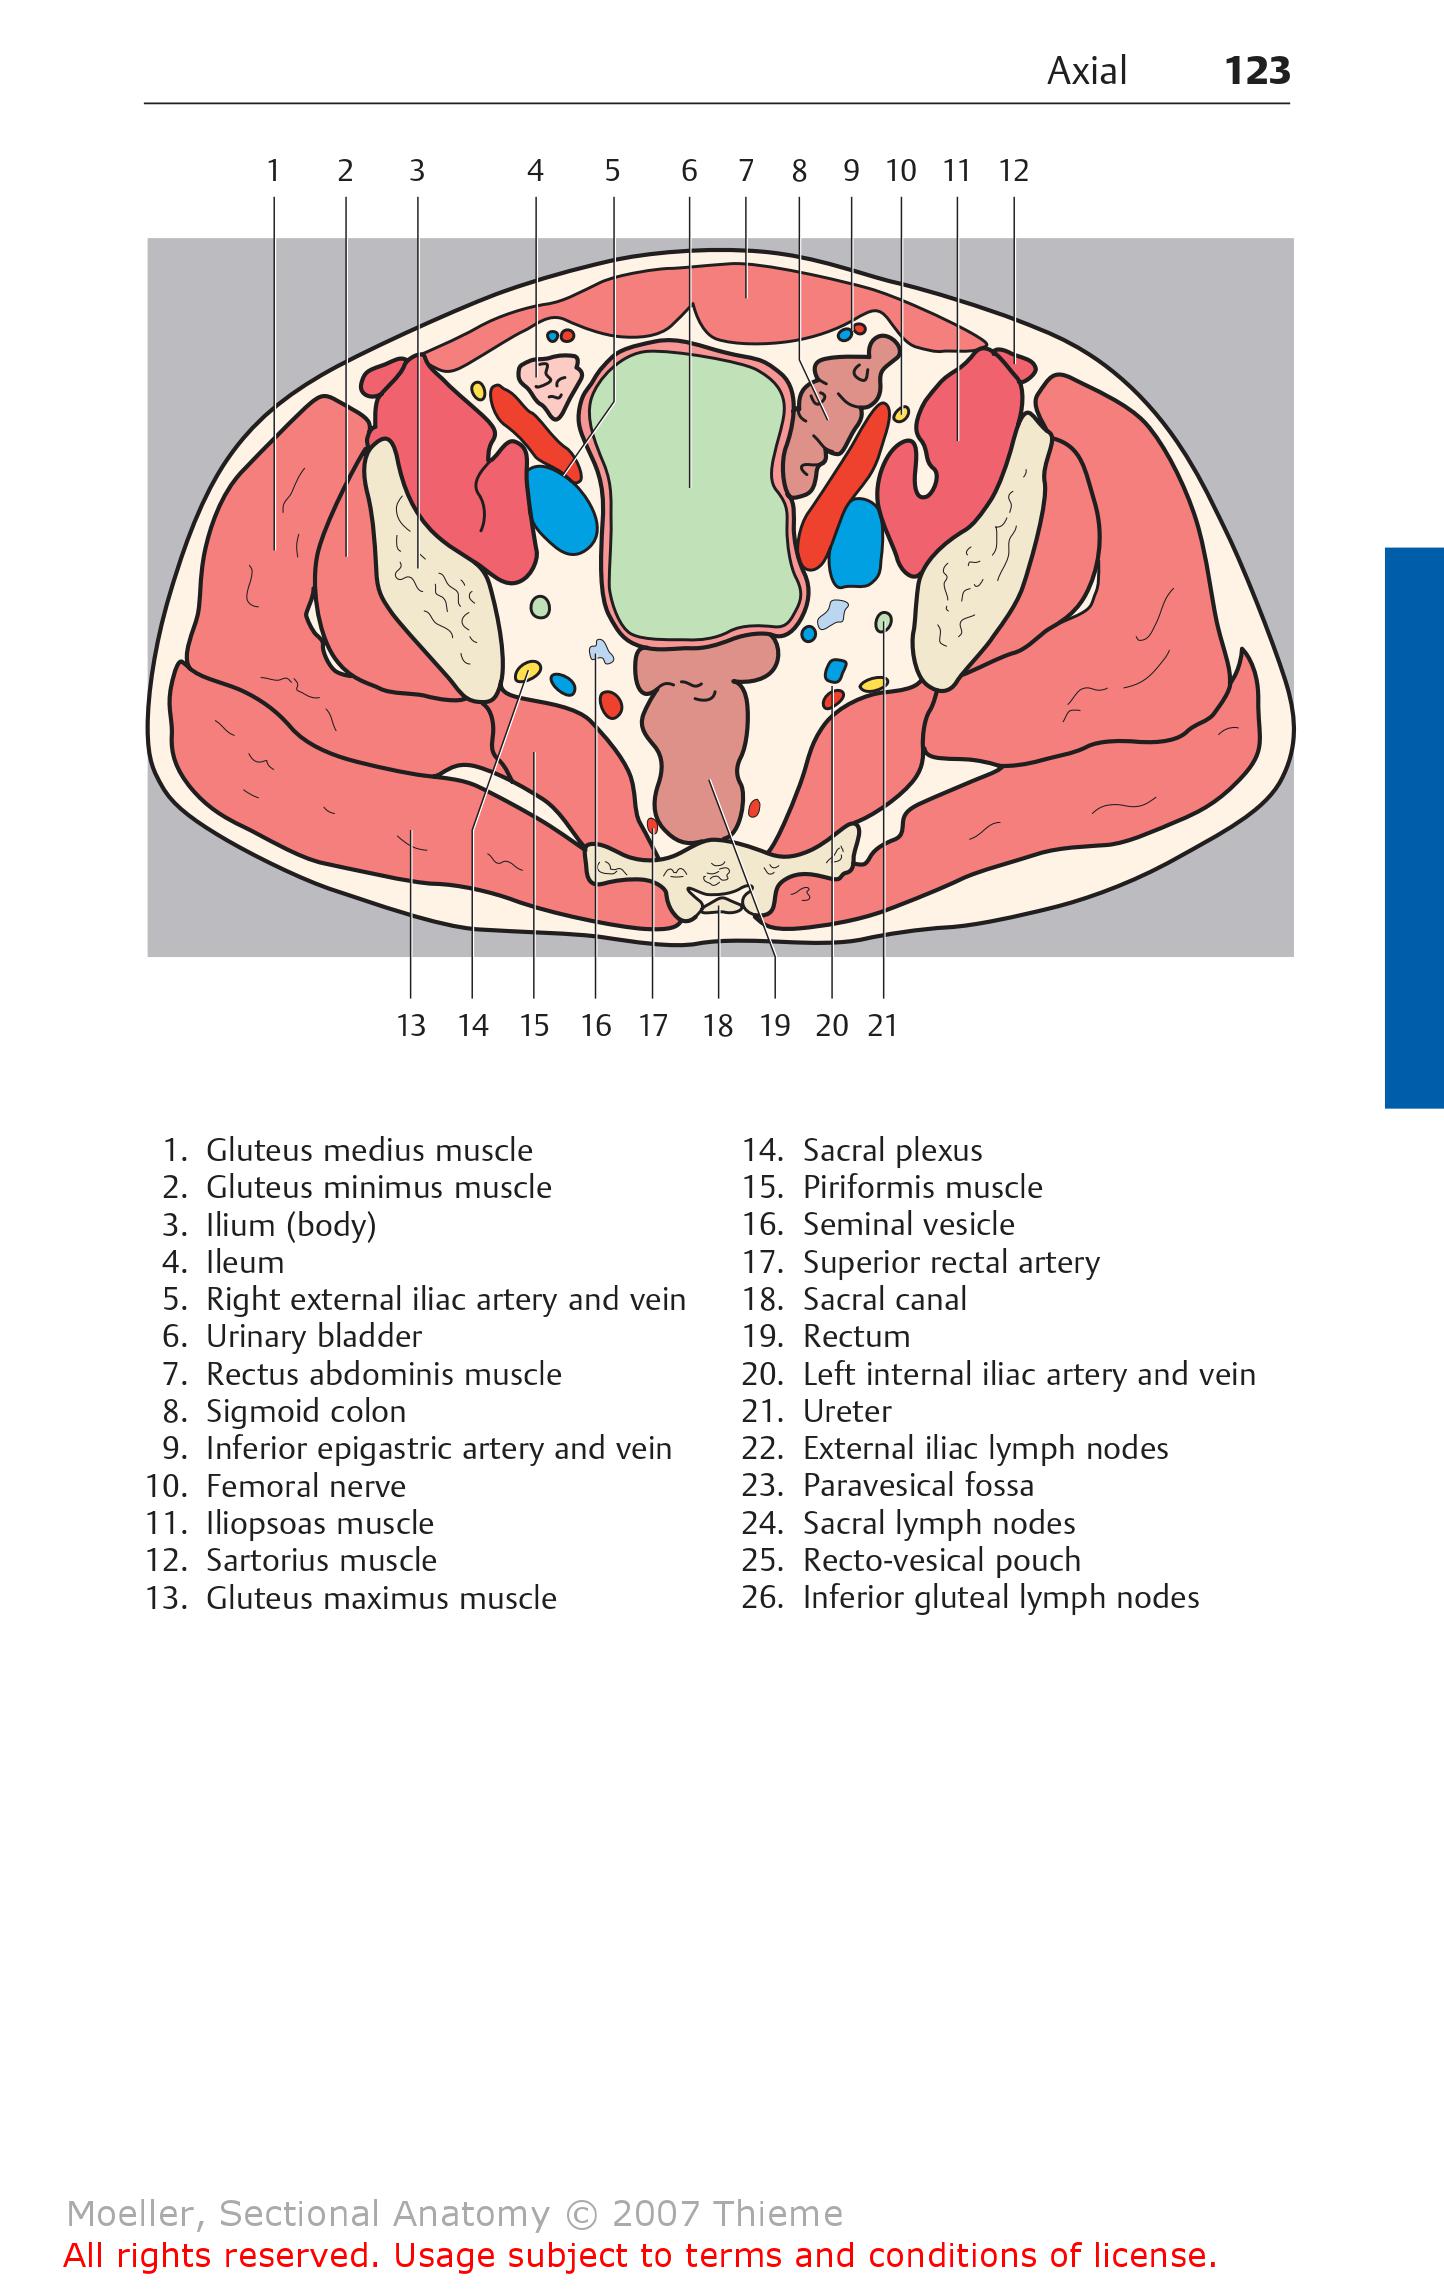 Axial 123
1 2 3 4 5 6 7 8 9 10 11 12
13 14 15 16 17 18 19 20 21
1. Gluteus medius muscle
2. Gluteus minimus muscle
3. Ilium (body)
4. Ileum
5. Right external iliac artery and vein
6. Urinary bladder
7. Rectus abdominis muscle
8. Sigmoid colon
9. Inferior epigastric artery and vein
10. Femoral nerve
11. Iliopsoas muscle
12. Sartorius muscle
13. Gluteus maximus muscle
14. Sacral plexus
15. Piriformis muscle
16. Seminal vesicle
17. Superior rectal artery
18. Sacral canal
19. Rectum
20. Left internal iliac artery and vein
21. Ureter
22. External iliac lymph nodes
23. Paravesical fossa
24. Sacral lymph nodes
25. Recto-vesical pouch
26. Inferior gluteal lymph nodes
Moeller, Sectional Anatomy © 2007 Thieme
All rights reserved. Usage subject to terms and conditions of license.